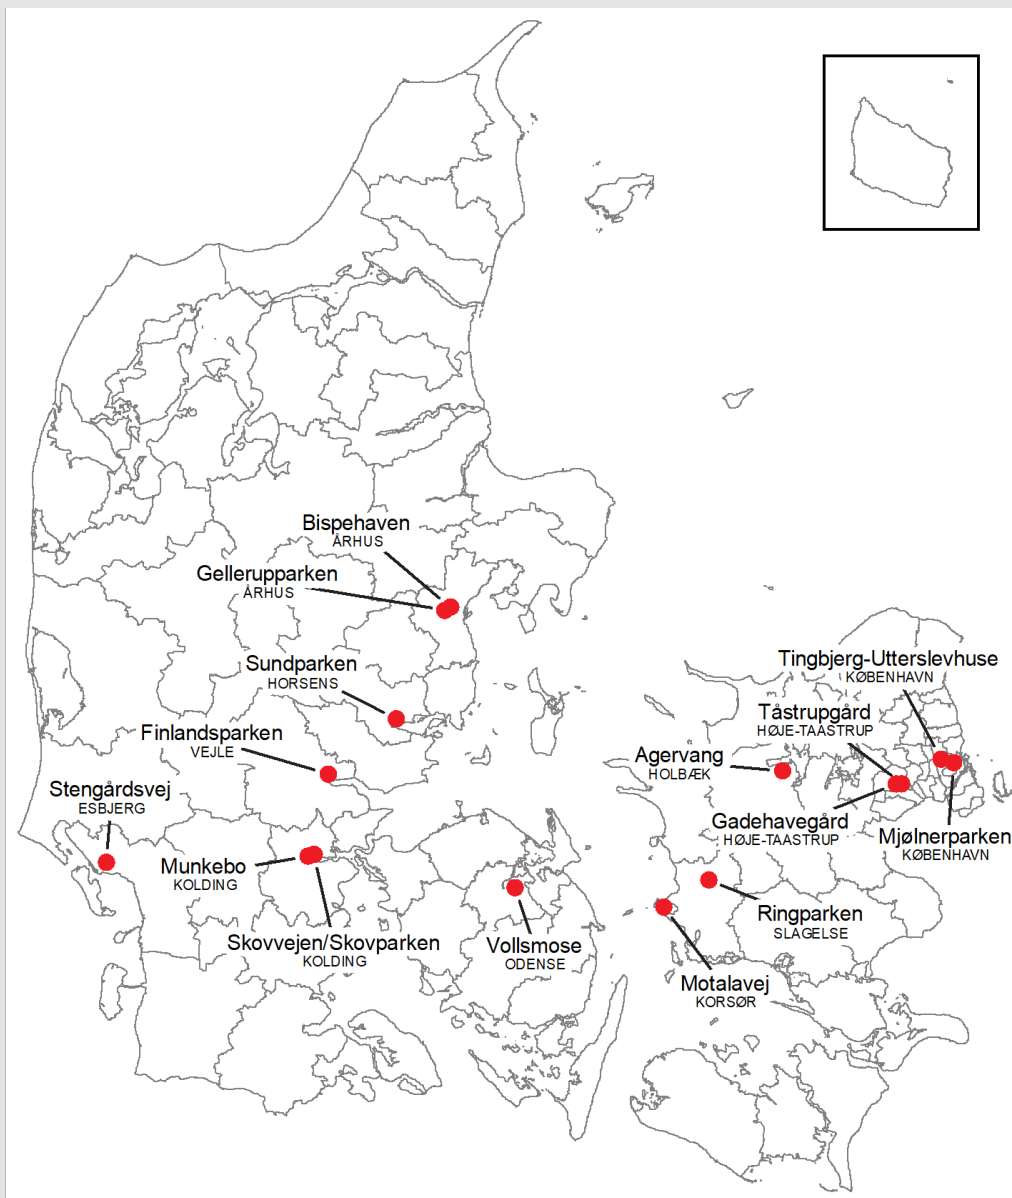 Bispehaven
ÅRHUS
Gellerupparken
ÅRHUS
Sundparken
HORSENS
Finlandsparken
VEJLE
Stengårdsvej
ESBJERG
Munkebo
KOLDING
Skovvejen/Skovparken
KOLDING
Vollsmose
ODENSE
Tingbjerg-Utterslevhuse
KØBENHAVN
Tåstrupgård
HØJE-TAASTRUP
Agervang
HOLBÆK
Gadehavegård
HØJE-TAASTRUP
Mjølnerparken
KØBENHAVN
Ringparken
SLAGELSE
Motalavej
KORSØR